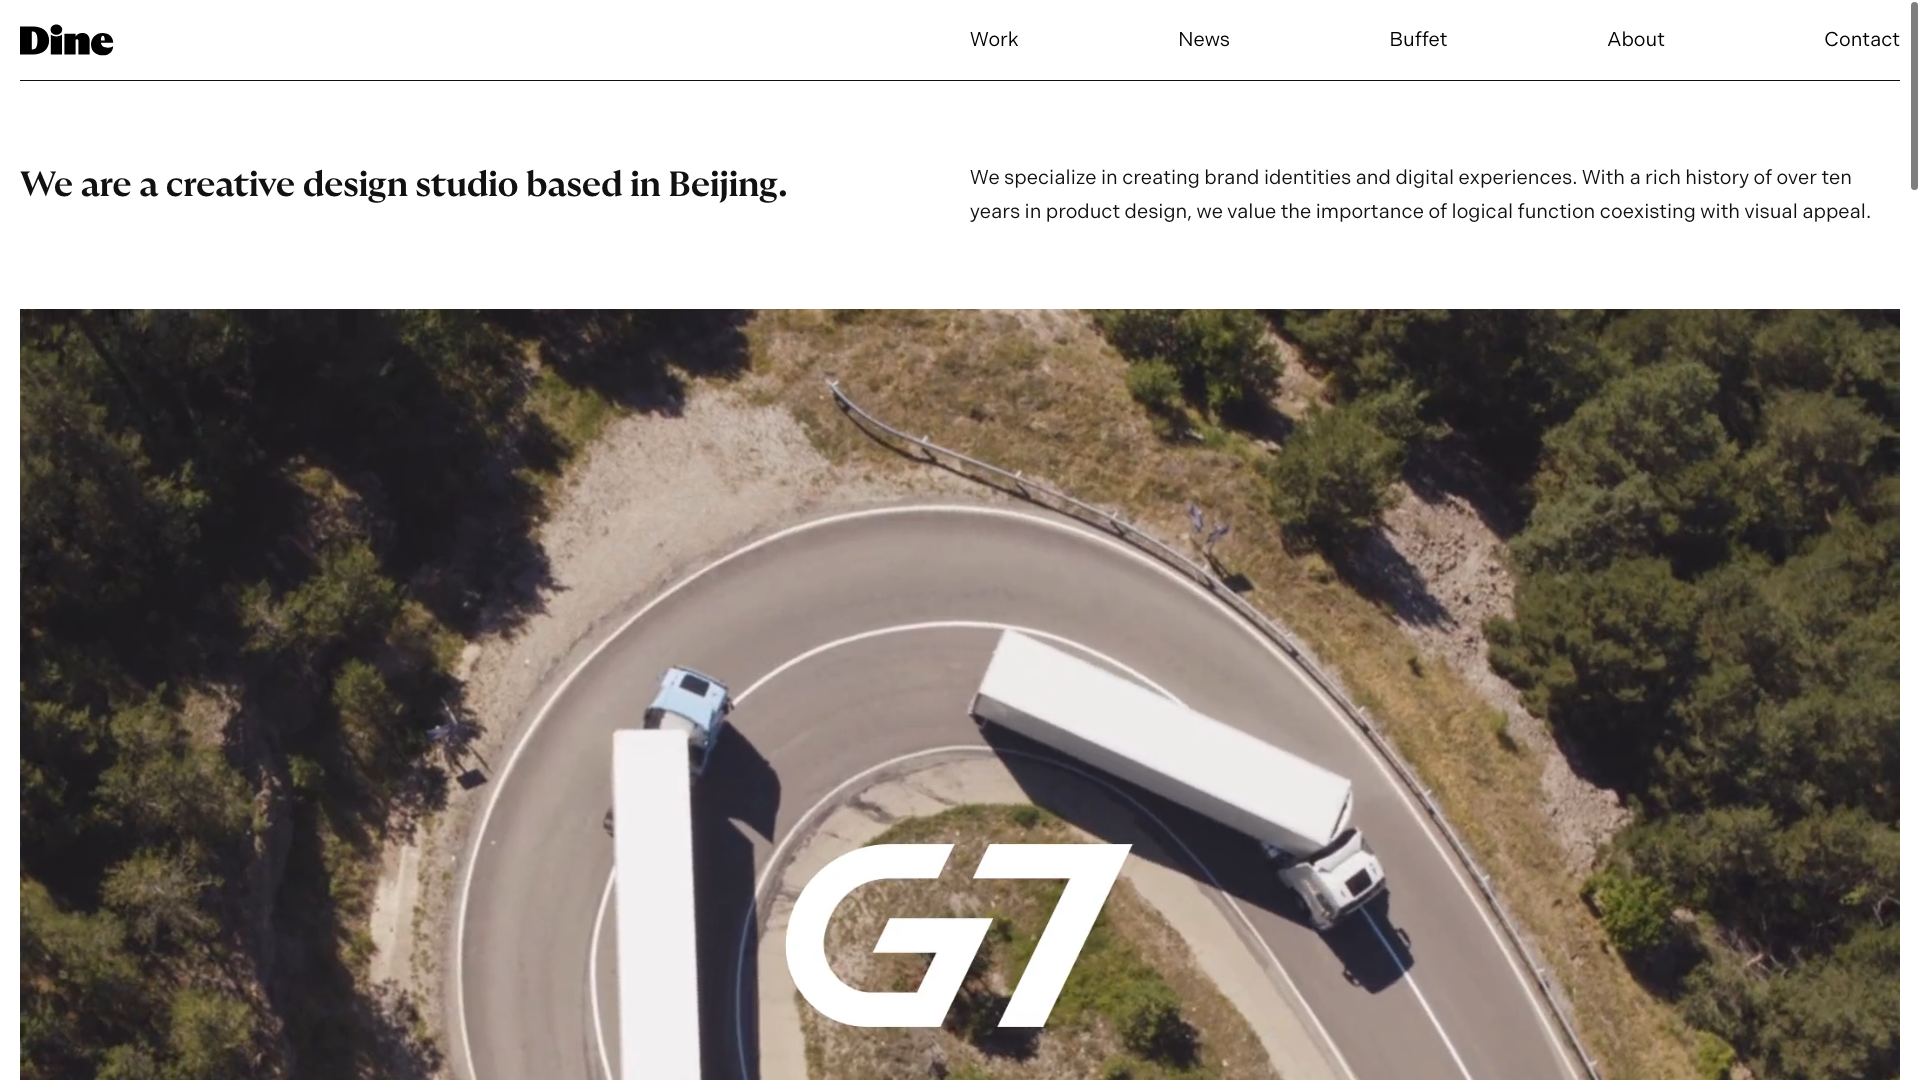 Dine
Work
News
Buffet
About
Contact
We are a creative design studio based in Beijing.
We specialize in creating brand identities and digital experiences. With a rich history of over ten
years in product design, we value the importance of logical function coexisting with visual appeal.
G7